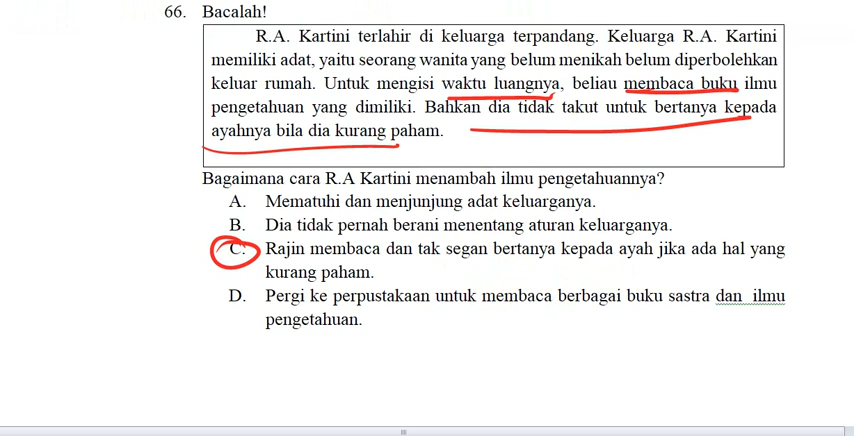 66. Bacalah!
R.A. Kartini terlahir di keluarga terpandang. Keluarga R.A. Kartini
memiliki adat, yaitu seorang wanita yang belum menikah belum diperbolehkan
keluar rumah. Untuk mengisi waktu luangnya, beliau membaca buku ilmu
pengetahuan yang dimiliki. Bahkan dia tidak takut untuk bertanya kepada
ayahnya bila dia kurang paham.
Bagaimana cara R.A Kartini menambah ilmu pengetahuannya?
A. Mematuhi dan menjunjung adat keluarganya.
B. Dia tidak pernah berani menentang aturan keluarganya.
C. Rajin membaca dan tak segan bertanya kepada ayah jika ada hal yang
kurang paham.
D. Pergi ke perpustakaan untuk membaca berbagai buku sastra dan ilmu
pengetahuan.